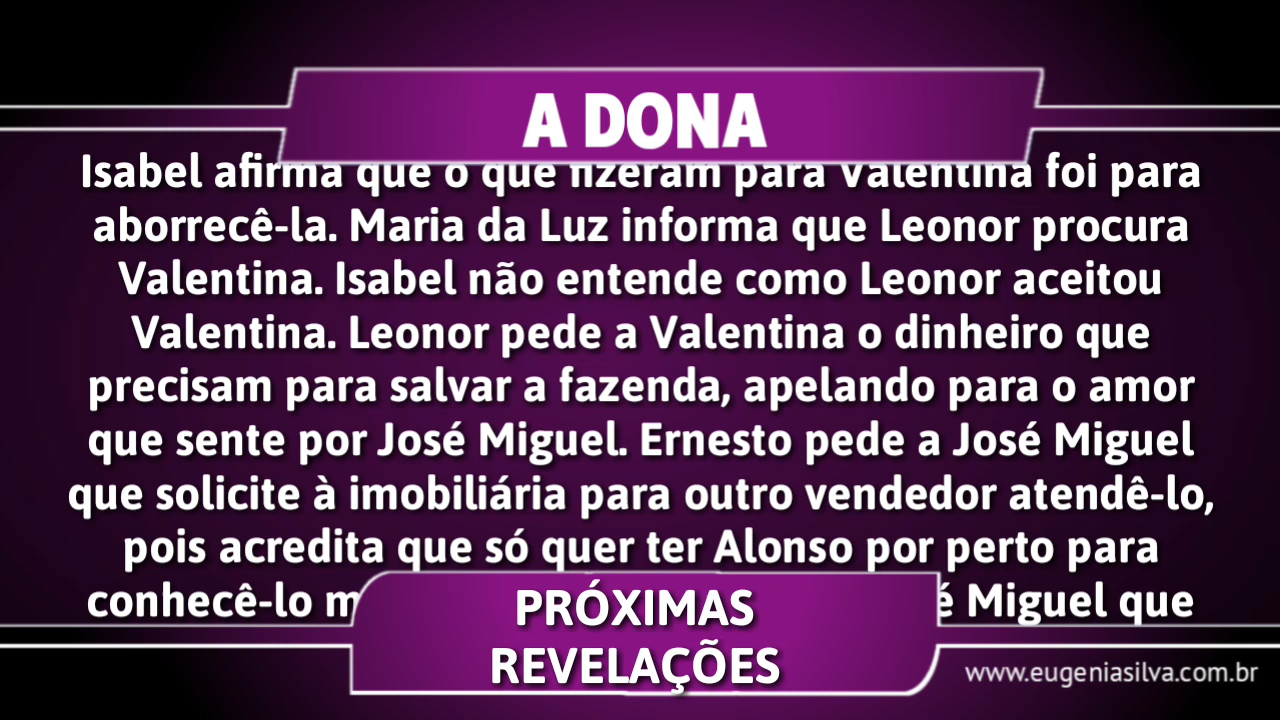 A DONA
Isabel afirma que o que fizeram para Valentina foi para
aborrecê-la. Maria da Luz informa que Leonor procura
Valentina. Isabel não entende como Leonor aceitou
Valentina. Leonor pede a Valentina o dinheiro que
precisam para salvar a fazenda, apelando para o amor
que sente por José Miguel. Ernesto pede a José Miguel
que solicite à imobiliária para outro vendedor atendê-lo,
pois acredita que só quer ter Alonso por perto para
conhecê-lo Miguel que
PRÓXIMAS
REVELAÇÕES
www.eugeniasilva.com.br